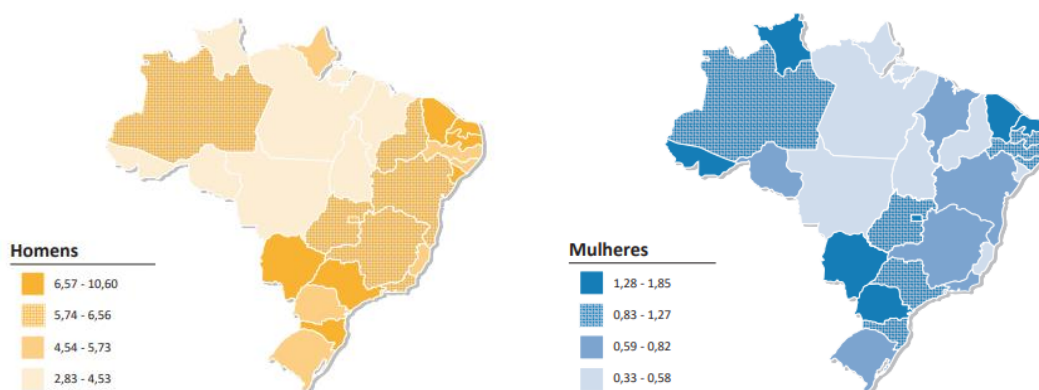 Homens
6,57 - 10,60
5,74 - 6,56
4,54 - 5,73
2,83 - 4,53
Mulheres
1,28 - 1,85
0,83 - 1,27
0,59 - 0,82
0,33 - 0,58